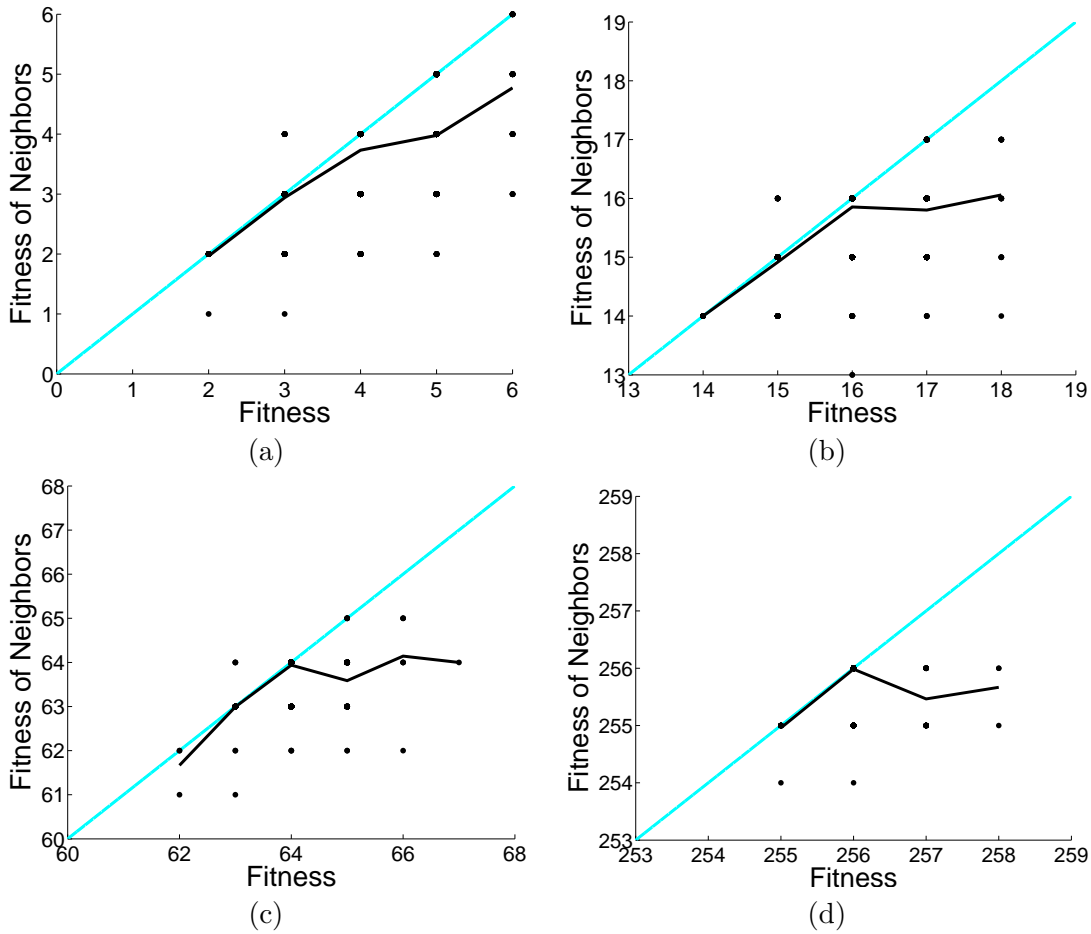 6
5
4
3
2
1
0
Fitness of Neighbors
0 1 2 3 4 5 6
Fitness
(a)
19
18
17
16
15
14
13
Fitness of Neighbors
13 14 15 16 17 18 19
Fitness
(b)
68
67
66
65
64
63
62
61
60
Fitness of Neighbors
60 62 64 66 68
Fitness
(c)
259
258
257
256
255
254
253
Fitness of Neighbors
253 254 255 256 257 258 259
Fitness
(d)